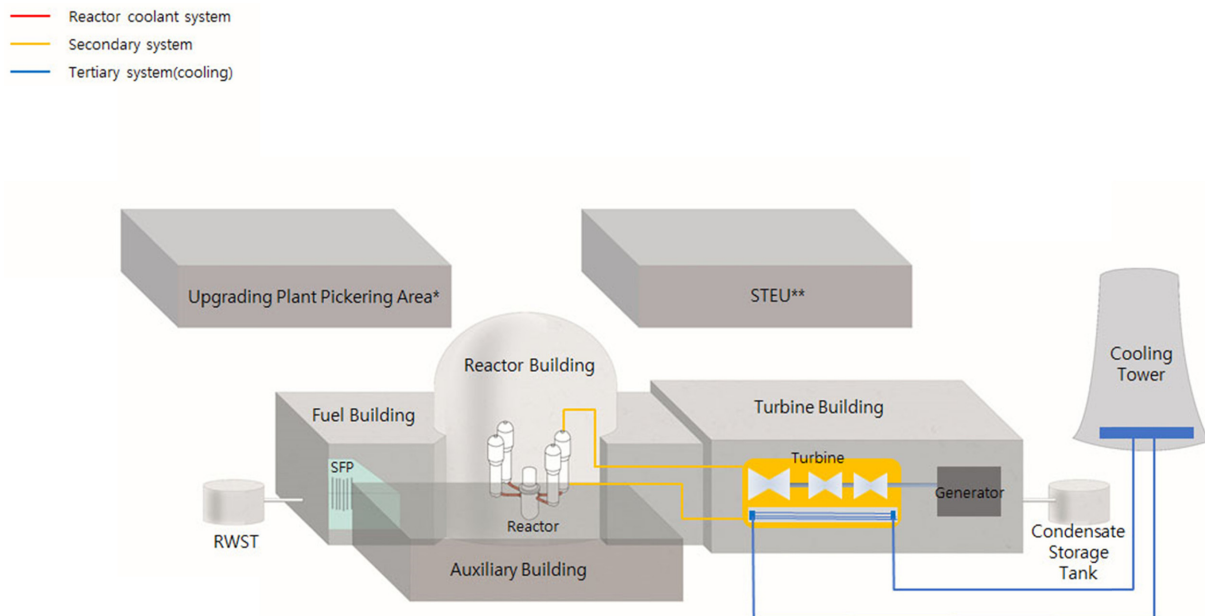 Reactor coolant system
Secondary system
Tertiary system(cooling)
Upgrading Plant Pickering Area*
STEU**
Reactor Building
Cooling
Tower
Fuel Building
Turbine Building
SFP
Turbine
Generator
RWST
Reactor
Condensate
Storage
Tank
Auxiliary Building